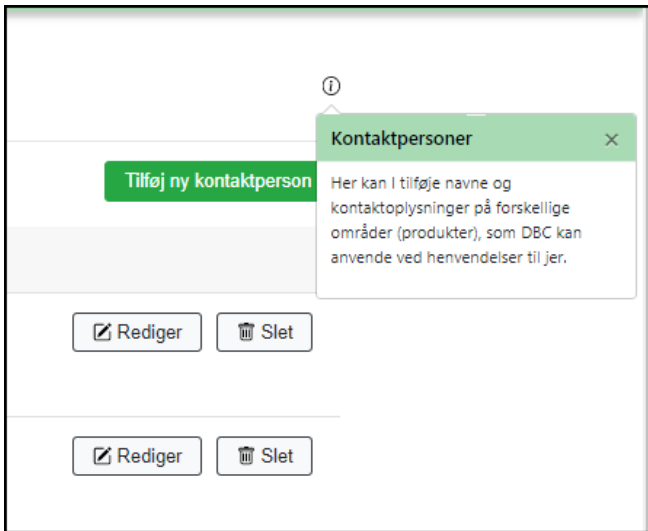 Kontaktpersoner
Tilføj ny kontaktperson
Her kan I tilføje navne og
kontaktoplysninger på forskellige
områder (produkter), som DBC kan
anvende ved henvendelser til jer.
Rediger Slet
Rediger Slet